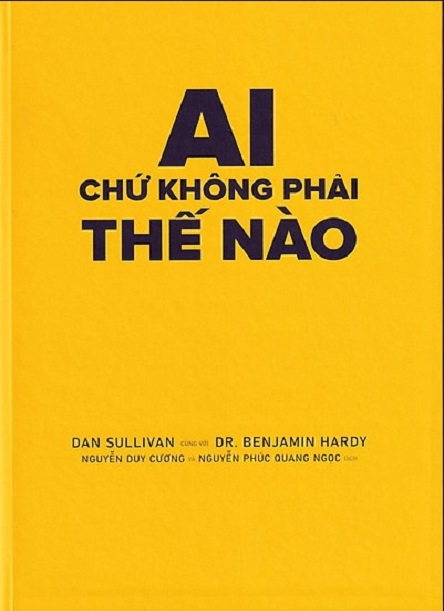 AI
CHỨ KHÔNG PHẢI
THẾ NÀO
DAN SULLIVAN CÙNG VỚI DR. BENJAMIN HARDY
NGUYỄN DUY CƯƠNG VÀ NGUYỄN PHÚC QUANG NGỌC DỊCH